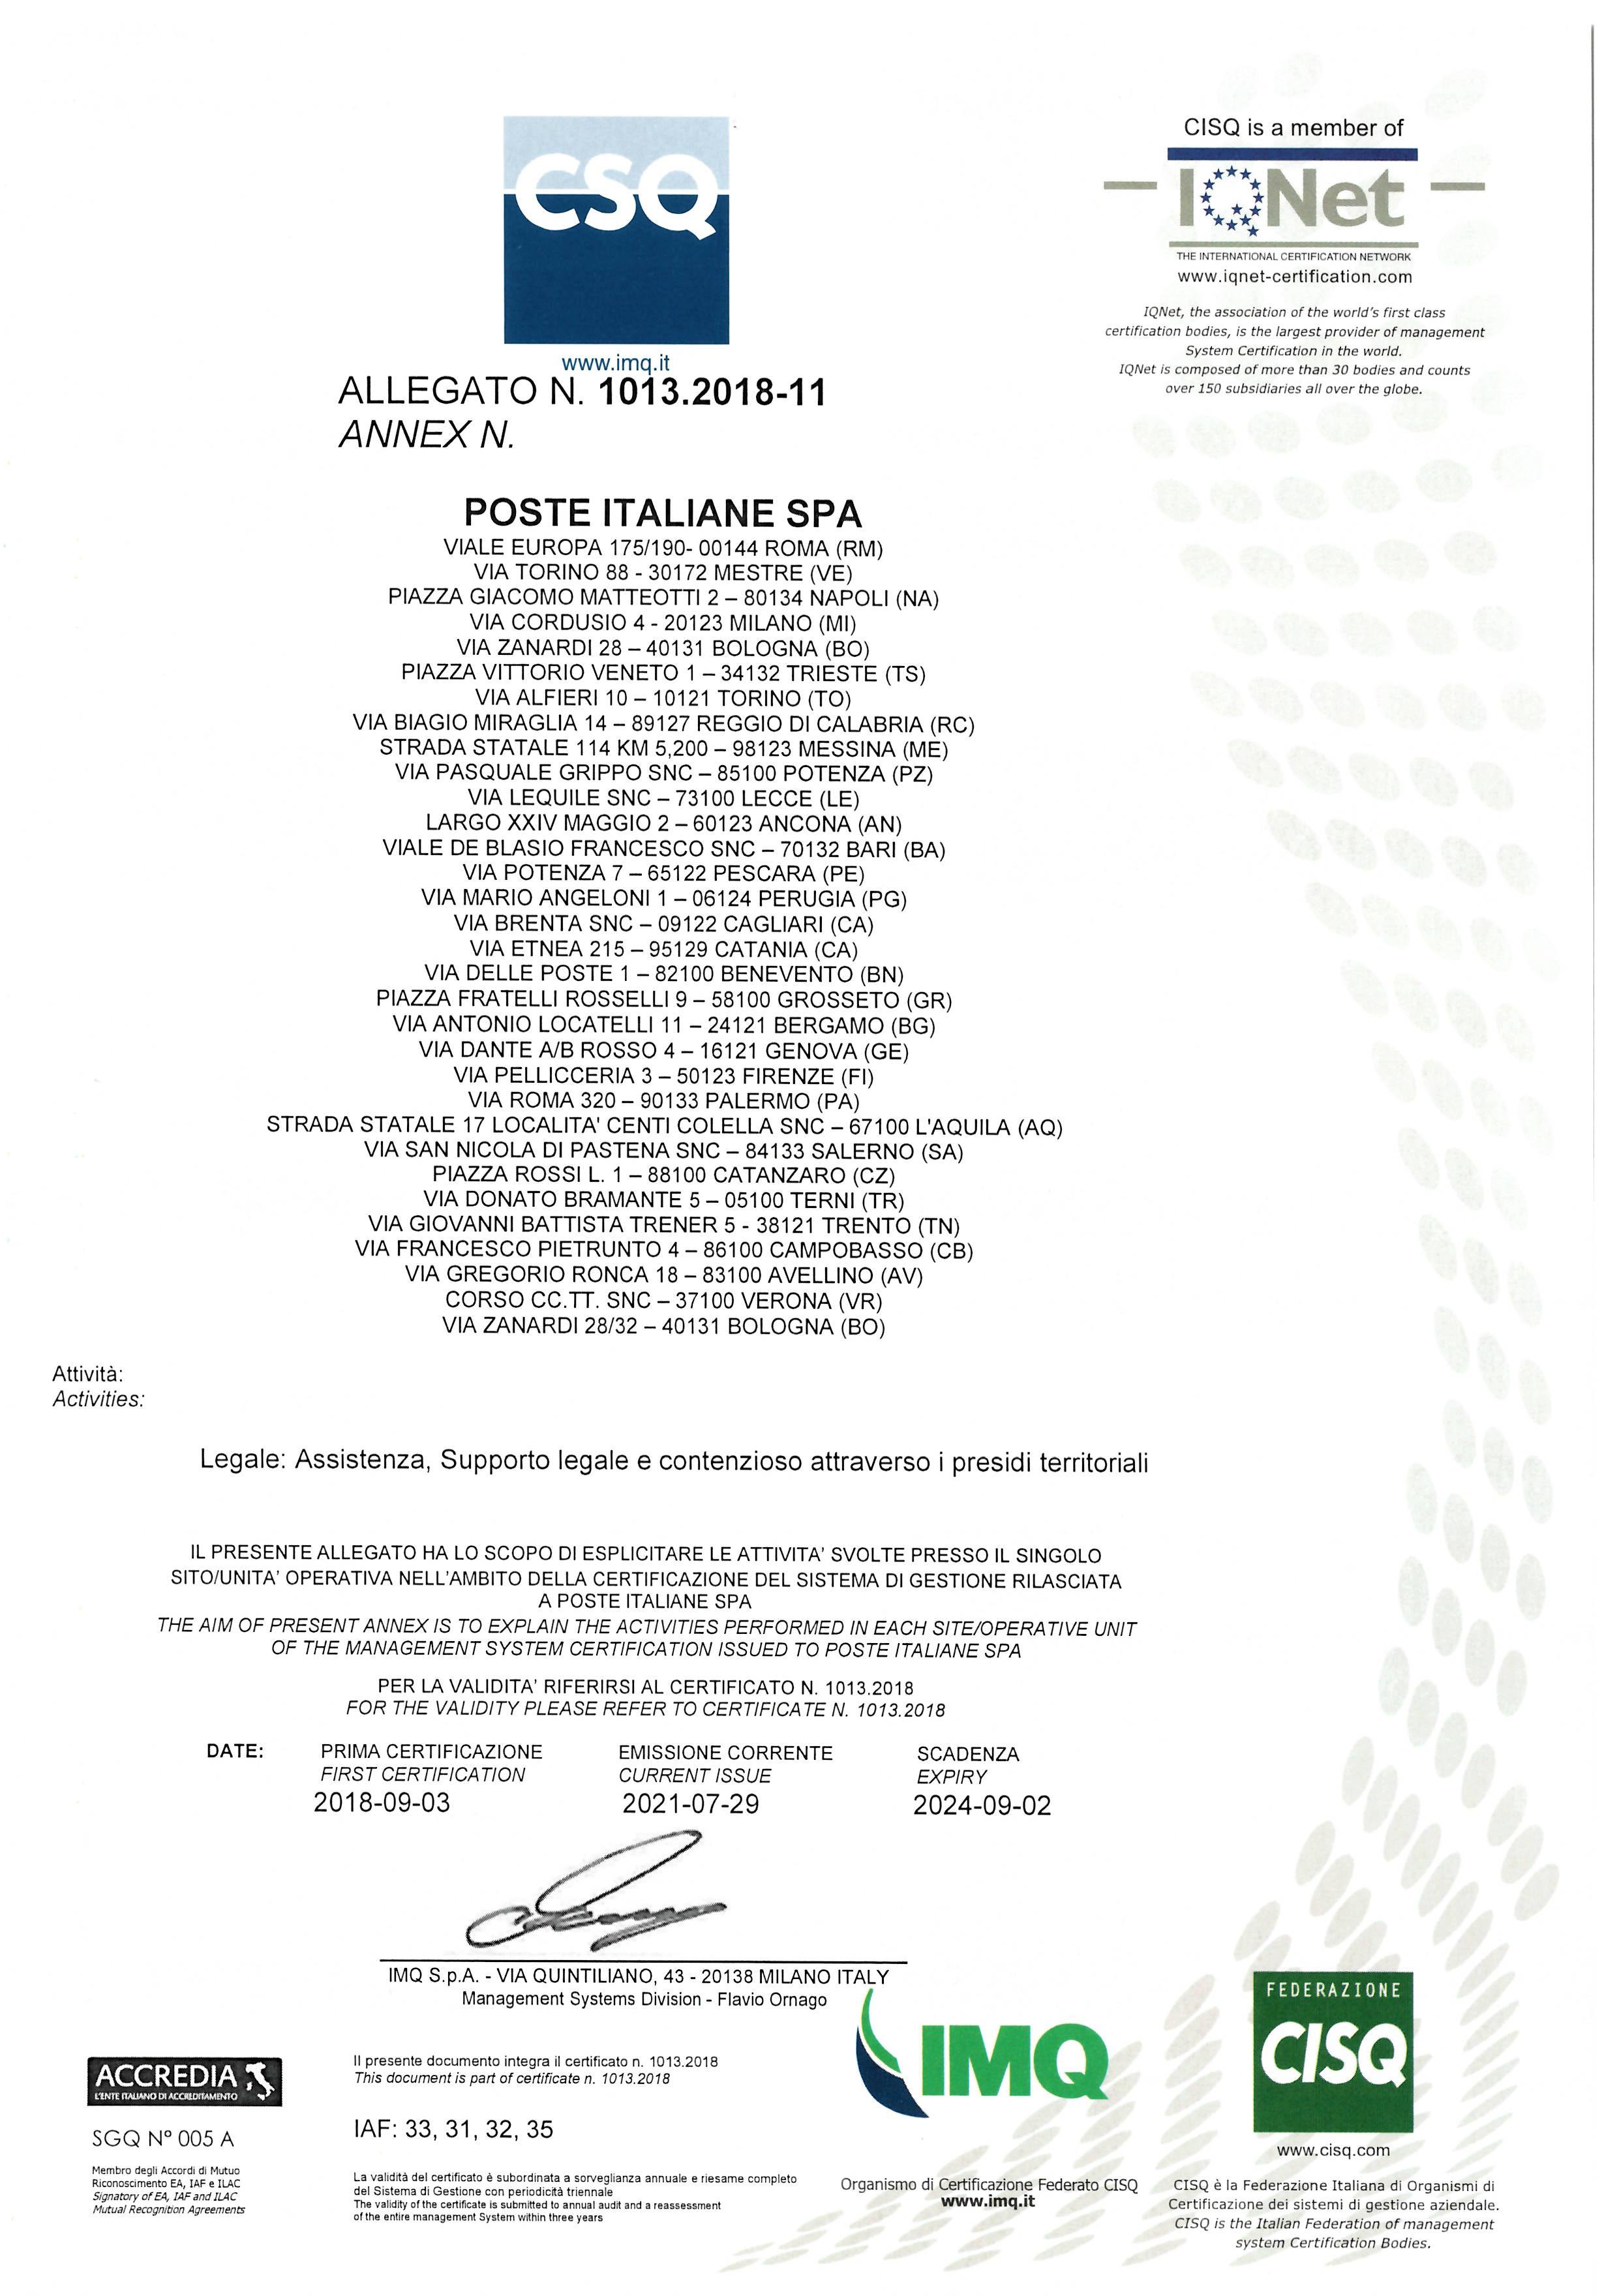 CSQ
www.imq.it
CISQ is a member of
IQNet
THE INTERNATIONAL CERTIFICATION NETWORK
www.iqnet-certification.com
IQNet, the association of the world's first class
certification bodies, is the largest provider of management
System Certification in the world.
IQNet is composed of more than 30 bodies and counts
over 150 subsidiaries all over the globe.
ALLEGATO N. 1013.2018-11
ANNEX N.
POSTE ITALIANE SPA
VIALE EUROPA 175/190- 00144 ROMA (RM)
VIA TORINO 88 - 30172 MESTRE (VE)
PIAZZA GIACOMO MATTEOTTI 2 – 80134 NAPOLI (NA)
VIA CORDUSIO 4 - 20123 MILANO (MI)
VIA ZANARDI 28 – 40131 BOLOGNA (BO)
PIAZZA VITTORIO VENETO 1 – 34132 TRIESTE (TS)
VIA ALFIERI 10 – 10121 TORINO (TO)
VIA BIAGIO MIRAGLIA 14 – 89127 REGGIO DI CALABRIA (RC)
STRADA STATALE 114 KM 5,200 – 98123 MESSINA (ME)
VIA PASQUALE GRIPPO SNC – 85100 POTENZA (PZ)
VIA LEQUILE SNC – 73100 LECCE (LE)
LARGO XXIV MAGGIO 2 – 60123 ANCONA (AN)
VIALE DE BLASIO FRANCESCO SNC – 70132 BARI (BA)
VIA POTENZA 7 – 65122 PESCARA (PE)
VIA MARIO ANGELONI 1 – 06124 PERUGIA (PG)
VIA BRENTA SNC – 09122 CAGLIARI (CA)
VIA ETNEA 215 – 95129 CATANIA (CA)
VIA DELLE POSTE 1 – 82100 BENEVENTO (BN)
PIAZZA FRATELLI ROSSELLI 9 – 58100 GROSSETO (GR)
VIA ANTONIO LOCATELLI 11 – 24121 BERGAMO (BG)
VIA DANTE A/B ROSSO 4 – 16121 GENOVA (GE)
VIA PELLICCERIA 3 – 50123 FIRENZE (FI)
VIA ROMA 320 – 90133 PALERMO (PA)
STRADA STATALE 17 LOCALITA' CENTI COLELLA SNC – 67100 L'AQUILA (AQ)
VIA SAN NICOLA DI PASTENA SNC – 84133 SALERNO (SA)
PIAZZA ROSSI L. 1 – 88100 CATANZARO (CZ)
VIA DONATO BRAMANTE 5 – 05100 TERNI (TR)
VIA GIOVANNI BATTISTA TRENER 5 - 38121 TRENTO (TN)
VIA FRANCESCO PIETRUNTO 4 – 86100 CAMPOBASSO (CB)
VIA GREGORIO RONCA 18 – 83100 AVELLINO (AV)
CORSO CC.TT. SNC – 37100 VERONA (VR)
VIA ZANARDI 28/32 – 40131 BOLOGNA (BO)
Attività:
Activities:
Legale: Assistenza, Supporto legale e contenzioso attraverso i presidi territoriali
IL PRESENTE ALLEGATO HA LO SCOPO DI ESPLICITARE LE ATTIVITA' SVOLTE PRESSO IL SINGOLO
SITO/UNITA' OPERATIVA NELL'AMBITO DELLA CERTIFICAZIONE DEL SISTEMA DI GESTIONE RILASCIATA
A POSTE ITALIANE SPA
THE AIM OF PRESENT ANNEX IS TO EXPLAIN THE ACTIVITIES PERFORMED IN EACH SITE/OPERATIVE UNIT
OF THE MANAGEMENT SYSTEM CERTIFICATION ISSUED TO POSTE ITALIANE SPA
PER LA VALIDITA' RIFERIRSI AL CERTIFICATO N. 1013.2018
FOR THE VALIDITY PLEASE REFER TO CERTIFICATE N. 1013.2018
DATE: PRIMA CERTIFICAZIONE EMISSIONE CORRENTE SCADENZA
FIRST CERTIFICATION CURRENT ISSUE EXPIRY
2018-09-03 2021-07-29 2024-09-02
IMQ S.p.A. - VIA QUINTILIANO, 43 - 20138 MILANO ITALY
Management Systems Division - Flavio Ornago
ACCREDIA
L'ENTE ITALIANO DI ACCREDITAMENTO
SGQ N° 005 A
Membro degli Accordi di Mutuo
Riconoscimento EA, IAF e ILAC
Signatory of EA, IAF and ILAC
Mutual Recognition Agreements
Il presente documento integra il certificato n. 1013.2018
This document is part of certificate n. 1013.2018
IAF: 33, 31, 32, 35
La validità del certificato è subordinata a sorveglianza annuale e riesame completo
del Sistema di Gestione con periodicità triennale
The validity of the certificate is submitted to annual audit and a reassessment
of the entire management System within three years
IMQ
Organismo di Certificazione Federato CISQ
www.imq.it
FEDERAZIONE
CISQ
www.cisq.com
CISQ è la Federazione Italiana di Organismi di
Certificazione dei sistemi di gestione aziendale.
CISQ is the Italian Federation of management
system Certification Bodies.